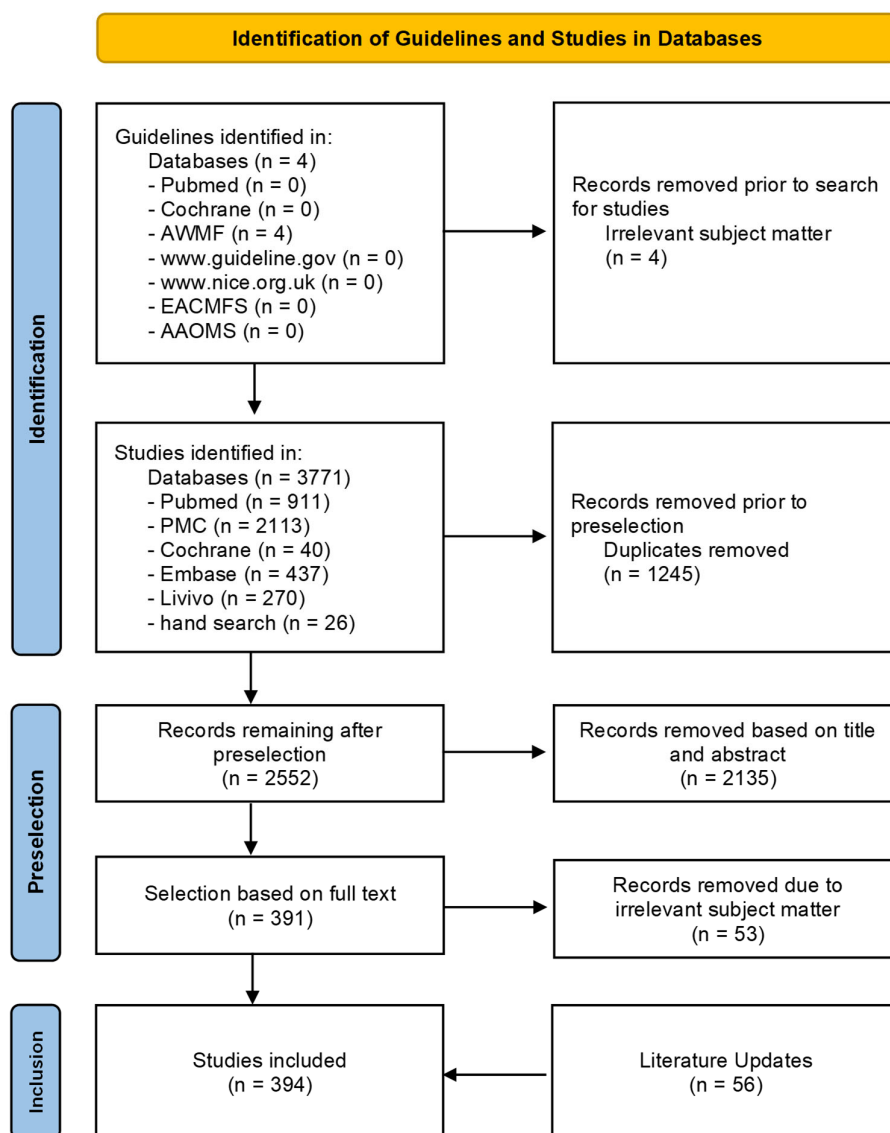 Identification of Guidelines and Studies in Databases
Identification
Guidelines identified in:
Databases (n = 4)
- Pubmed (n = 0)
- Cochrane (n = 0)
- AWMF (n = 4)
- www.guideline.gov (n = 0)
- www.nice.org.uk (n = 0)
- EACMFS (n = 0)
- AAOMS (n = 0)
Records removed prior to search
for studies
Irrelevant subject matter
(n = 4)
Studies identified in:
Databases (n = 3771)
- Pubmed (n = 911)
- PMC (n = 2113)
- Cochrane (n = 40)
- Embase (n = 437)
- Livivo (n = 270)
- hand search (n = 26)
Records removed prior to
preselection
Duplicates removed
(n = 1245)
Preselection
Records remaining after
preselection
(n = 2552)
Records removed based on title
and abstract
(n = 2135)
Selection based on full text
(n = 391)
Records removed due to
irrelevant subject matter
(n = 53)
Inclusion
Studies included
(n = 394)
Literature Updates
(n = 56)